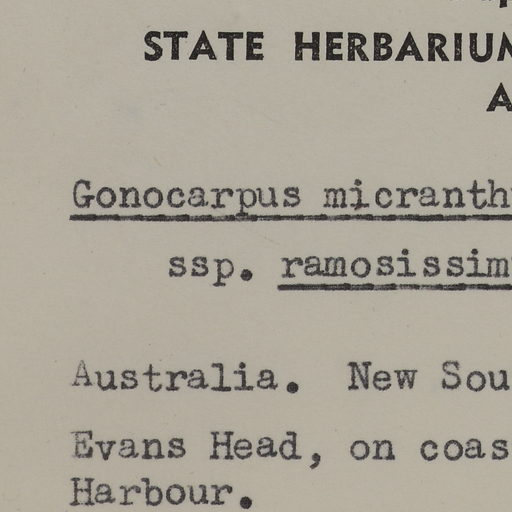 STATE HERBARIUM
A
Gonocarpus micranth
ssp. ramosissim
Australia. New Sou
Evans Head, on coas
Harbour.